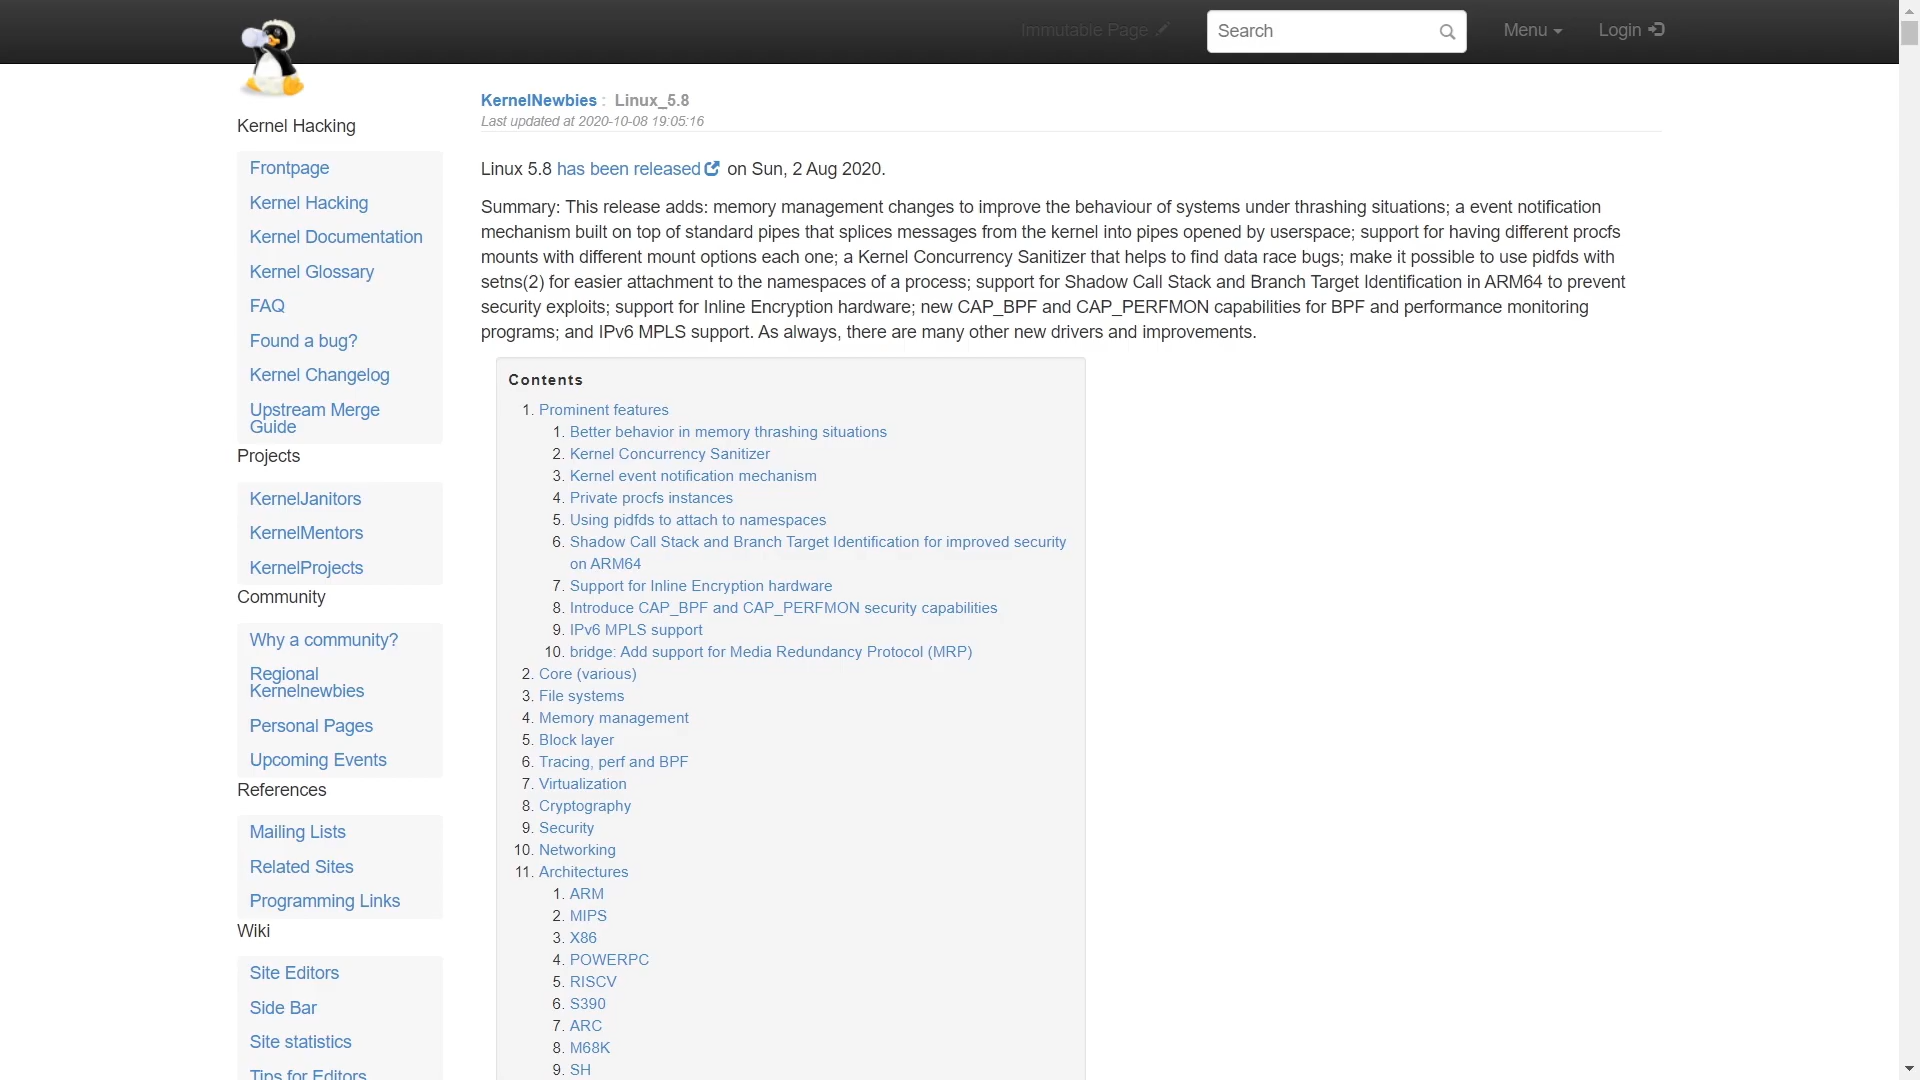 Immutable Page
Search
Menu
Login
Kernel Hacking
Frontpage
Kernel Hacking
Kernel Documentation
Kernel Glossary
FAQ
Found a bug?
Kernel Changelog
Upstream Merge
Guide
Projects
KernelJanitors
KernelMentors
KernelProjects
Community
Why a community?
Regional
Kernelnewbies
Personal Pages
Upcoming Events
References
Mailing Lists
Related Sites
Programming Links
Wiki
Site Editors
Side Bar
Site statistics
Tips for Editors
KernelNewbies : Linux_5.8
Last updated at 2020-10-08 19:05:16
Linux 5.8 has been released on Sun, 2 Aug 2020.
Summary: This release adds: memory management changes to improve the behaviour of systems under thrashing situations; a event notification
mechanism built on top of standard pipes that splices messages from the kernel into pipes opened by userspace; support for having different procfs
mounts with different mount options each one; a Kernel Concurrency Sanitizer that helps to find data race bugs; make it possible to use pidfds with
setns(2) for easier attachment to the namespaces of a process; support for Shadow Call Stack and Branch Target Identification in ARM64 to prevent
security exploits; support for Inline Encryption hardware; new CAP_BPF and CAP_PERFMON capabilities for BPF and performance monitoring
programs; and IPv6 MPLS support. As always, there are many other new drivers and improvements.
Contents
1. Prominent features
1. Better behavior in memory thrashing situations
2. Kernel Concurrency Sanitizer
3. Kernel event notification mechanism
4. Private procfs instances
5. Using pidfds to attach to namespaces
6. Shadow Call Stack and Branch Target Identification for improved security
on ARM64
7. Support for Inline Encryption hardware
8. Introduce CAP_BPF and CAP_PERFMON security capabilities
9. IPv6 MPLS support
10. bridge: Add support for Media Redundancy Protocol (MRP)
2. Core (various)
3. File systems
4. Memory management
5. Block layer
6. Tracing, perf and BPF
7. Virtualization
8. Cryptography
9. Security
10. Networking
11. Architectures
1. ARM
2. MIPS
3. X86
4. POWERPC
5. RISCV
6. S390
7. ARC
8. M68K
9. SH